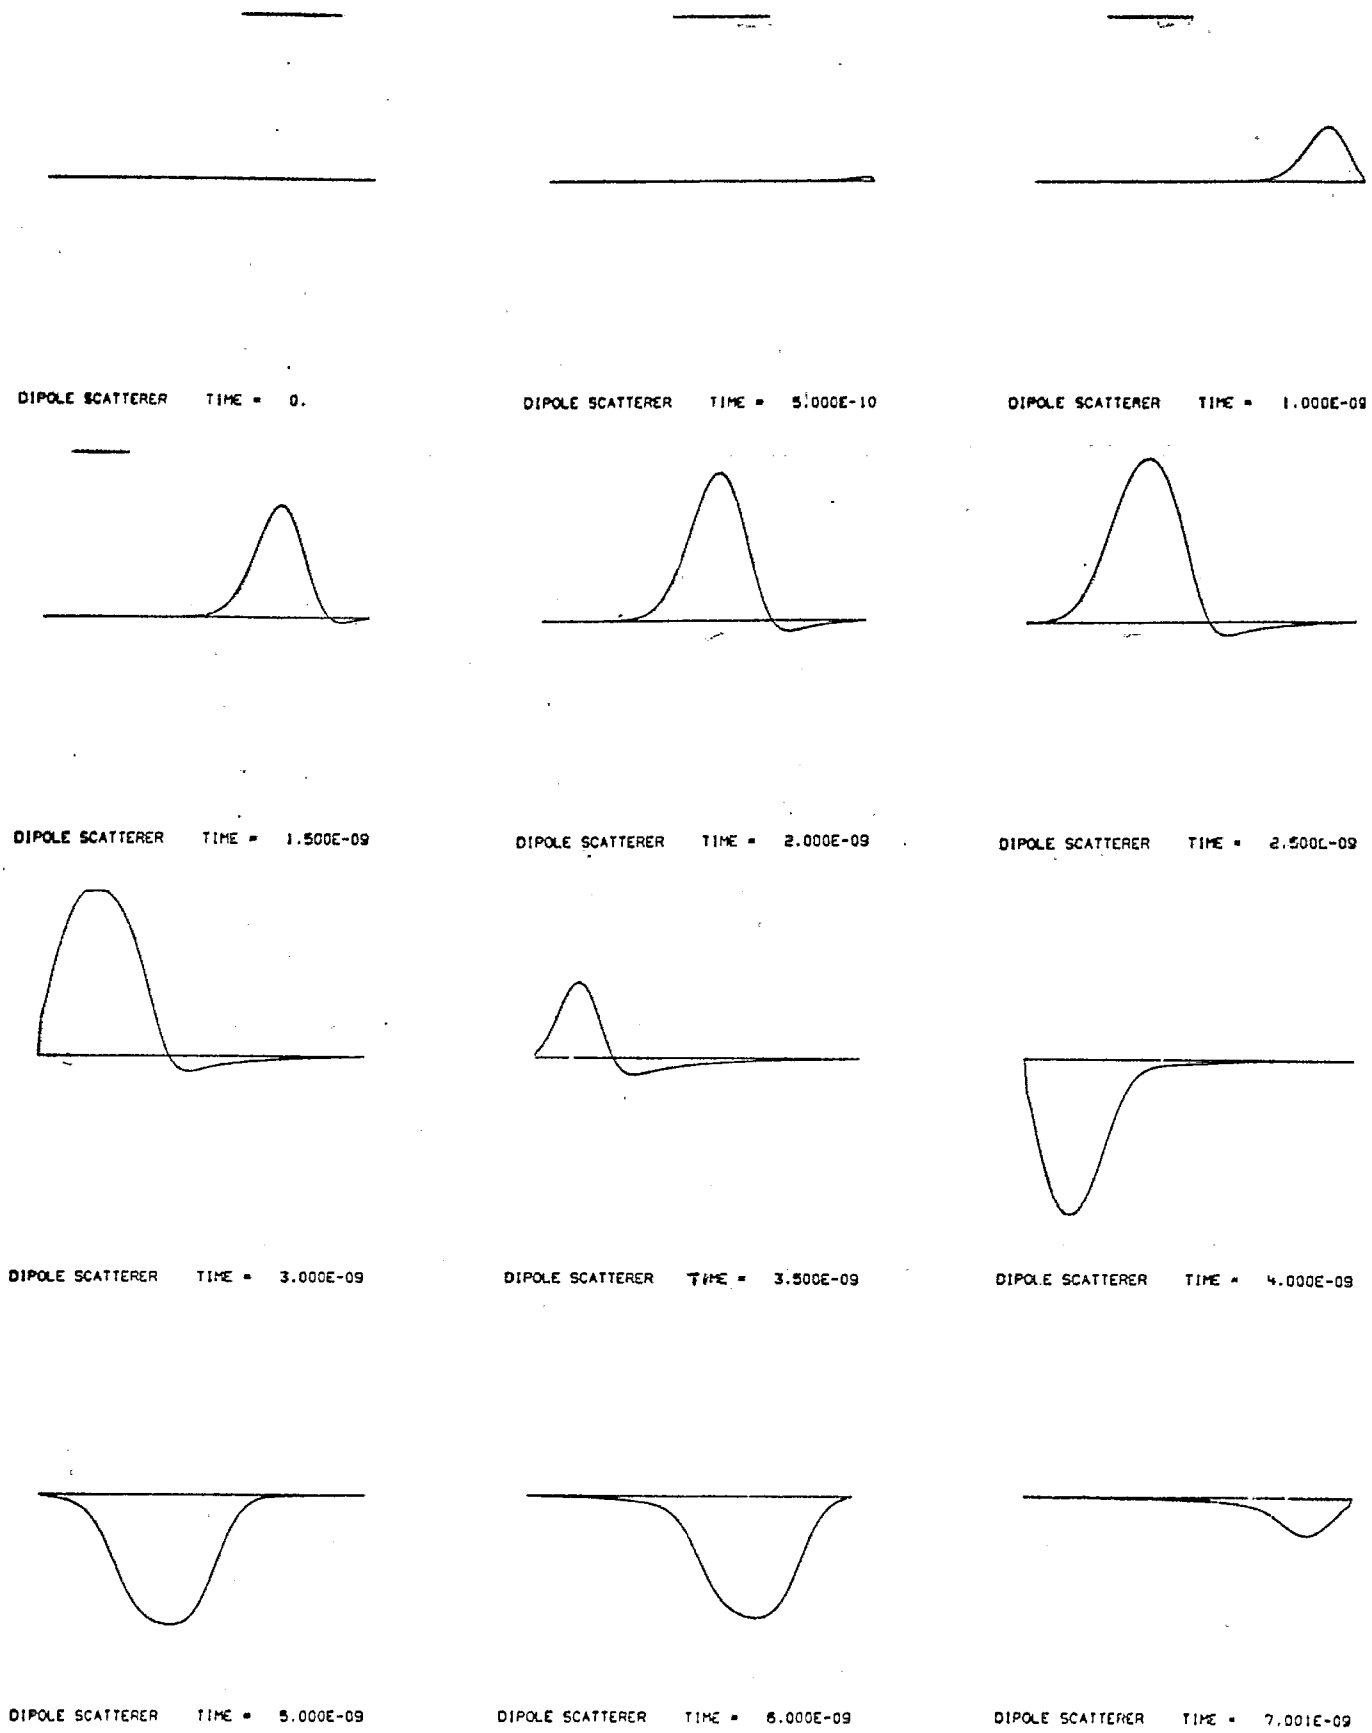 DIPOLE SCATTERER TIME = 0.
DIPOLE SCATTERER TIME = 5.000E-10
DIPOLE SCATTERER TIME = 1.000E-09
DIPOLE SCATTERER TIME = 1.500E-09
DIPOLE SCATTERER TIME = 2.000E-09
DIPOLE SCATTERER TIME = 2.500E-09
DIPOLE SCATTERER TIME = 3.000E-09
DIPOLE SCATTERER TIME = 3.500E-09
DIPOLE SCATTERER TIME = 4.000E-09
DIPOLE SCATTERER TIME = 5.000E-09
DIPOLE SCATTERER TIME = 6.000E-09
DIPOLE SCATTERER TIME = 7.001E-09